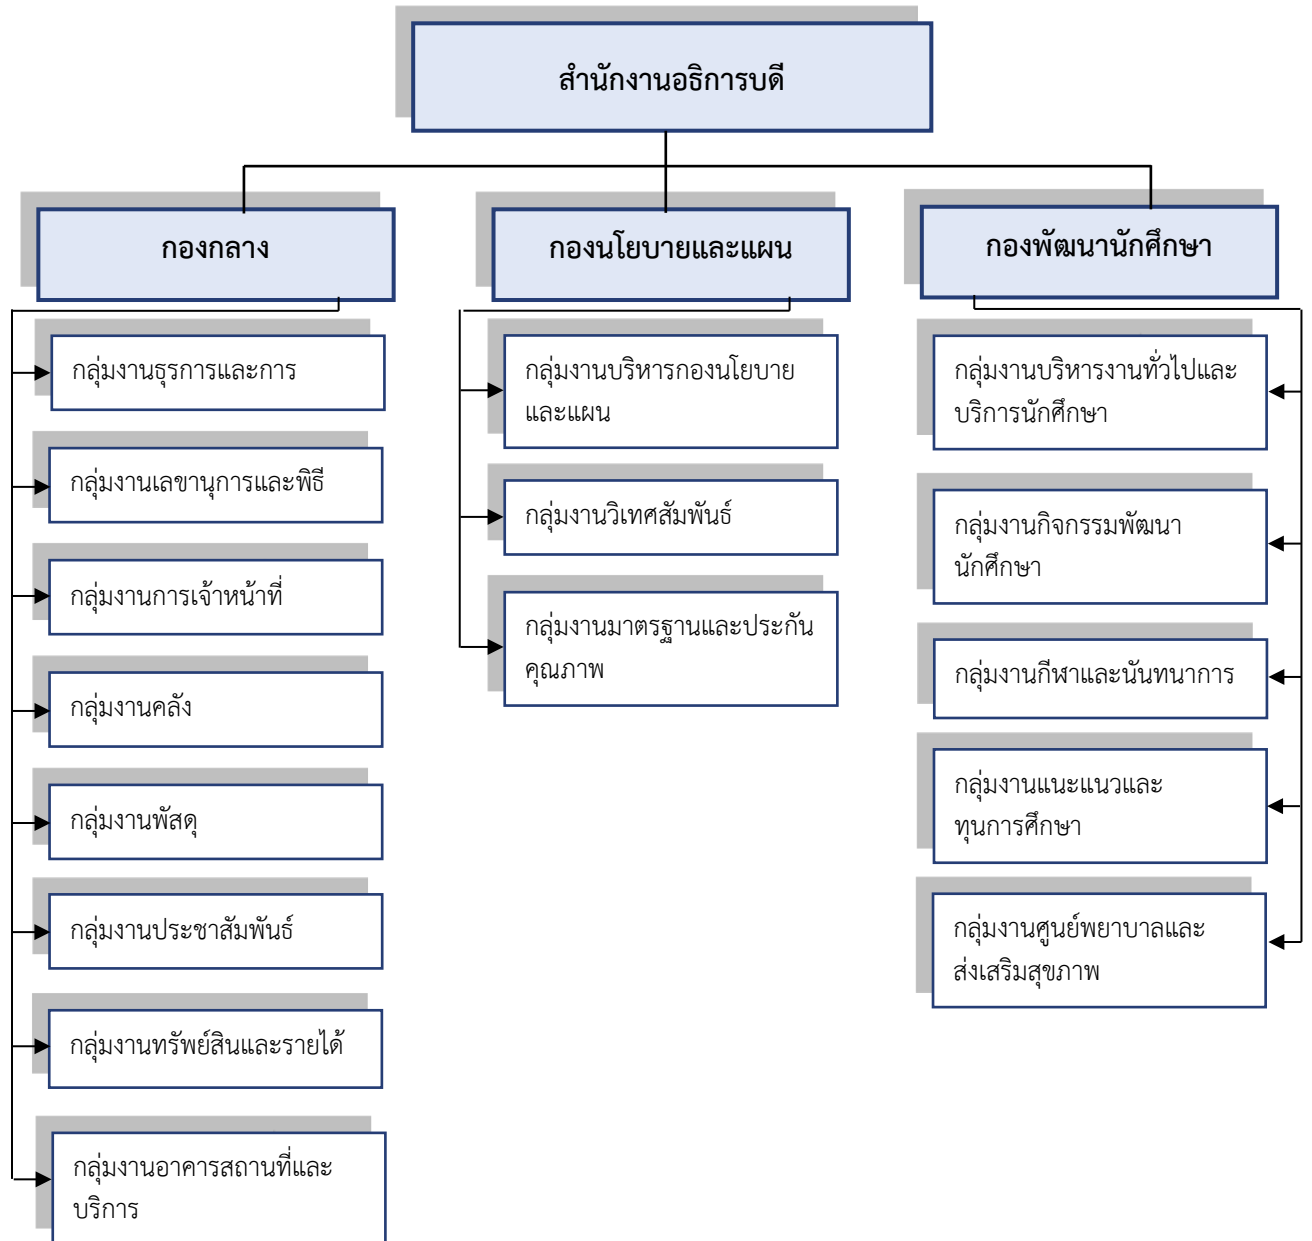 สำนักงานอธิการบดี
กองกลาง
กลุ่มงานธุรการและการ
กลุ่มงานเลขานุการและพิธี
กลุ่มงานการเจ้าหน้าที่
กลุ่มงานคลัง
กลุ่มงานพัสดุ
กลุ่มงานประชาสัมพันธ์
กลุ่มงานทรัพย์สินและรายได้
กลุ่มงานอาคารสถานที่และ
บริการ
กองนโยบายและแผน
กลุ่มงานบริหารกองนโยบาย
และแผน
กลุ่มงานวิเทศสัมพันธ์
กลุ่มงานมาตรฐานและประกัน
คุณภาพ
กองพัฒนานักศึกษา
กลุ่มงานบริหารงานทั่วไปและ
บริการนักศึกษา
กลุ่มงานกิจกรรมพัฒนา
นักศึกษา
กลุ่มงานกีฬาและนันทนาการ
กลุ่มงานแนะแนวและ
ทุนการศึกษา
กลุ่มงานศูนย์พยาบาลและ
ส่งเสริมสุขภาพ